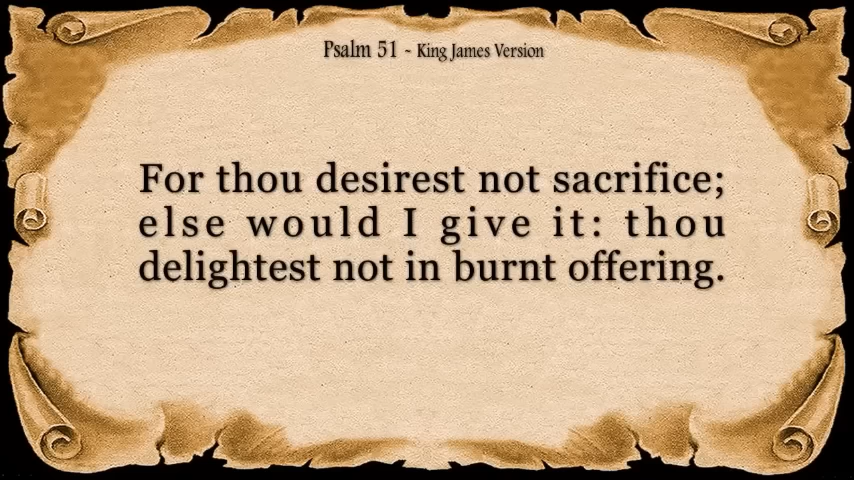 Psalm 51 - King James Version
For thou desirest not sacrifice;
else would I give it: thou
delightest not in burnt offering.